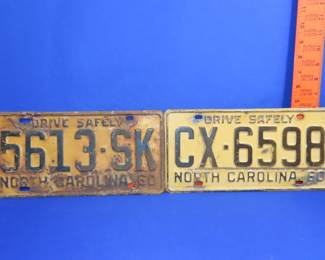 DRIVE SAFELY
5613-SK
NORTH CAROLINA 60
DRIVE SAFELY
CX-6598
NORTH CAROLINA 60